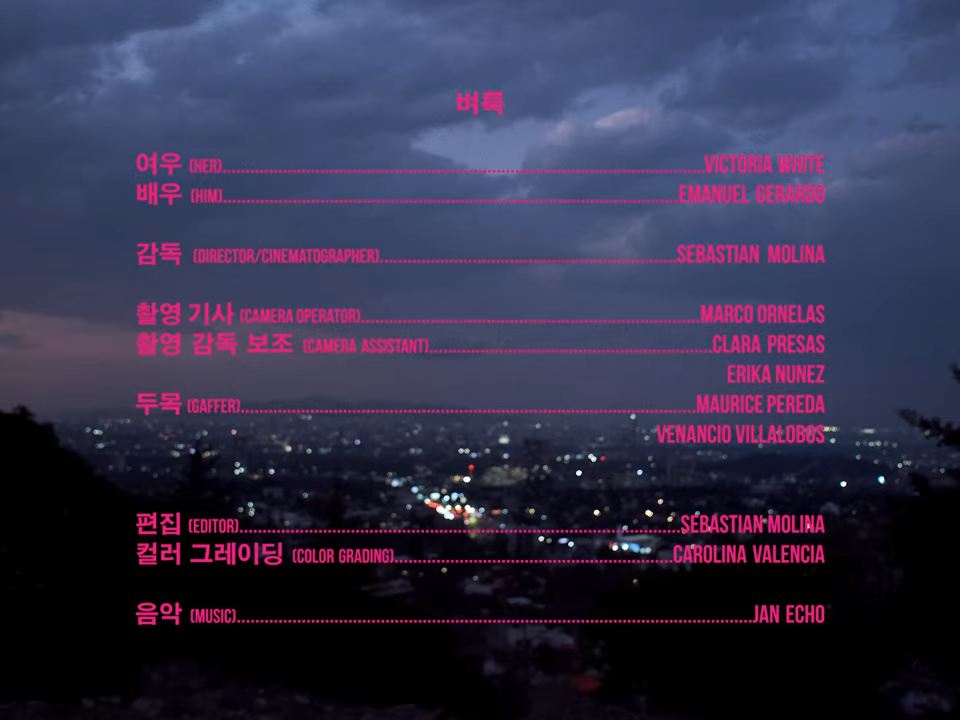 벼룩
여우 (HER)..........VICTORIA WHITE
배우 (HIM)..........EMANUEL GERARDO
감독 (DIRECTOR/CINEMATOGRAPHER)..........SEBASTIAN MOLINA
촬영 기사 (CAMERA OPERATOR)..........MARCO ORNELAS
촬영 감독 보조 (CAMERA ASSISTANT)..........CLARA PRESAS
ERIKA NUNEZ
두목 (GAFFER)..........MAURICE PEREDA
VENANCIO VILLALOBOS
편집 (EDITOR)..........SEBASTIAN MOLINA
컬러 그레이딩 (COLOR GRADING)..........CAROLINA VALENCIA
음악 (MUSIC)..........JAN ECHO